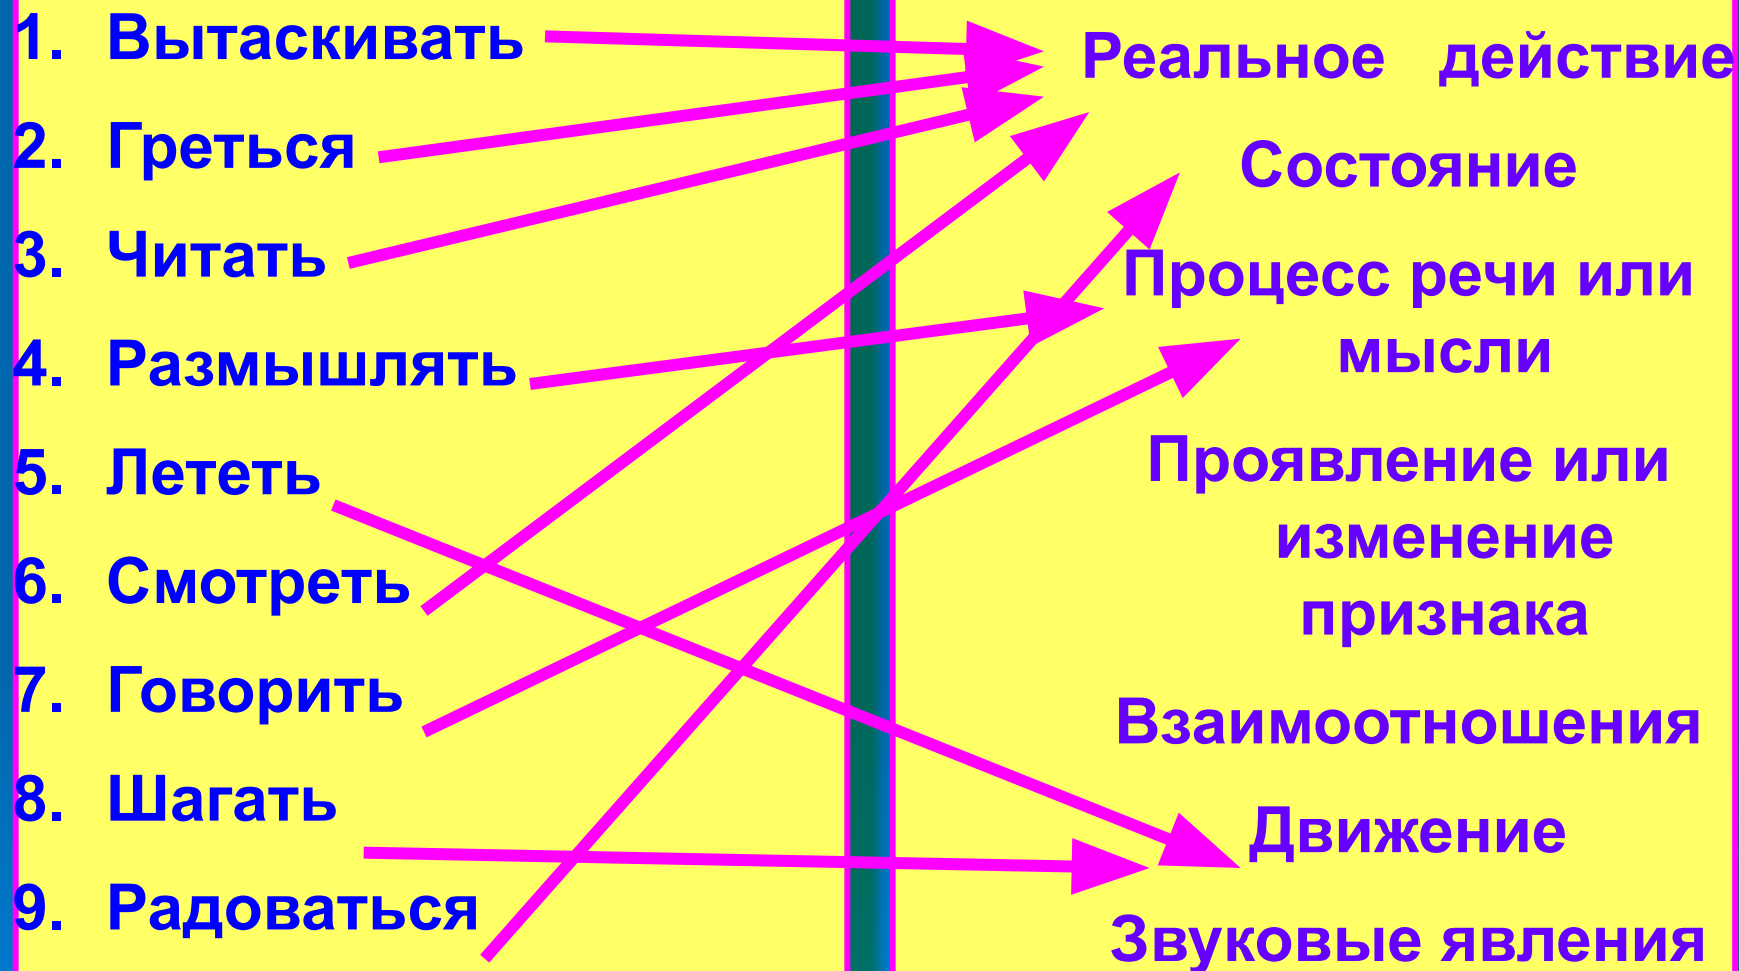 1. Вытаскивать
2. Греться
3. Читать
4. Размышлять
5. Лететь
6. Смотреть
7. Говорить
8. Шагать
9. Радоваться
Реальное действие
Состояние
Процесс речи или
мысли
Проявление или
изменение
признака
Взаимоотношения
Движение
Звуковые явления